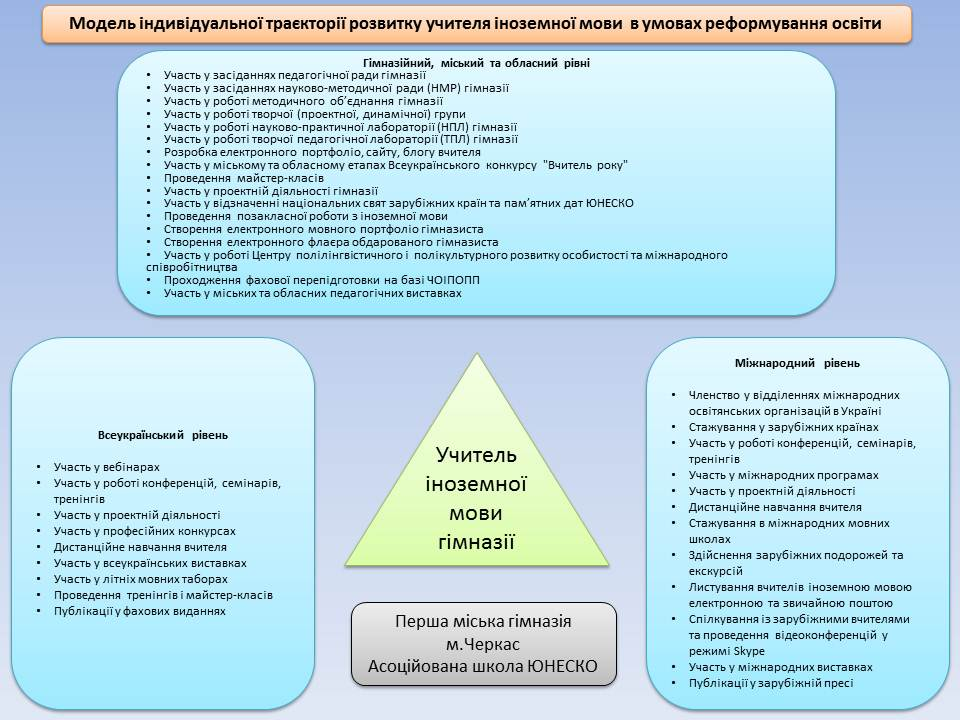 Модель індивідуальної траєкторії розвитку учителя іноземної мови в умовах реформування освіти
Гімназійний, міський та обласний рівні
• Участь у засіданнях педагогічної ради гімназії
• Участь у засіданнях науково-методичної ради (НМР) гімназії
• Участь у роботі методичного об’єднання гімназії
• Участь у роботі творчої (проектної, динамічної) групи
• Участь у роботі науково-практичної лабораторії (НПЛ) гімназії
• Участь у роботі творчої педагогічної лабораторії (ТПЛ) гімназії
• Розробка електронного портфоліо, сайту, блогу вчителя
• Участь у міському та обласному етапах Всеукраїнського конкурсу "Вчитель року"
• Проведення майстер-класів
• Участь у проектній діяльності гімназії
• Участь у відзначенні національних свят зарубіжних країн та пам’ятних дат ЮНЕСКО
• Проведення позакласної роботи з іноземної мови
• Створення електронного мовного портфоліо гімназиста
• Створення електронного флаєра обдарованого гімназиста
• Участь у роботі Центру полілінгвістичного і полікультурного розвитку особистості та міжнародного
співробітництва
• Проходження фахової перепідготовки на базі ЧОІПОПП
• Участь у міських та обласних педагогічних виставках
Всеукраїнський рівень
• Участь у вебінарах
• Участь у роботі конференцій, семінарів,
тренінгів
• Участь у проектній діяльності
• Участь у професійних конкурсах
• Дистанційне навчання вчителя
• Участь у всеукраїнських виставках
• Участь у літніх мовних таборах
• Проведення тренінгів і майстер-класів
• Публікації у фахових виданнях
Учитель
іноземної
мови
гімназії
Перша міська гімназія
м.Черкас
Асоційована школа ЮНЕСКО
Міжнародний рівень
• Членство у відділеннях міжнародних
освітянських організацій в Україні
• Стажування у зарубіжних країнах
• Участь у роботі конференцій, семінарів,
тренінгів
• Участь у міжнародних програмах
• Участь у проектній діяльності
• Дистанційне навчання вчителя
• Стажування в міжнародних мовних
школах
• Здійснення зарубіжних подорожей та
екскурсій
• Листування вчителів іноземною мовою
електронною та звичайною поштою
• Спілкування із зарубіжними вчителями
та проведення відеоконференцій у
режимі Skype
• Участь у міжнародних виставках
• Публікації у зарубіжній пресі